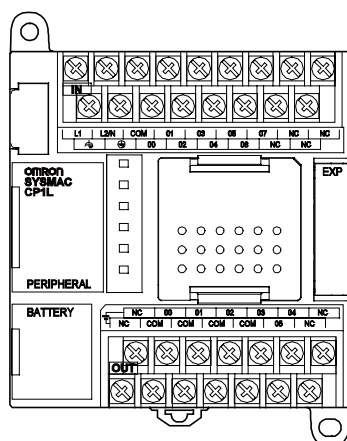 IN
L1 L2/N COM 01 03 05 07 NC NC
00 02 04 06 NC NC
OMRON
SYSMAC
CP1L
EXP
PERIPHERAL
BATTERY
NC 00 01 02 03 04 NC
NC COM COM COM COM 05 NC
OUT